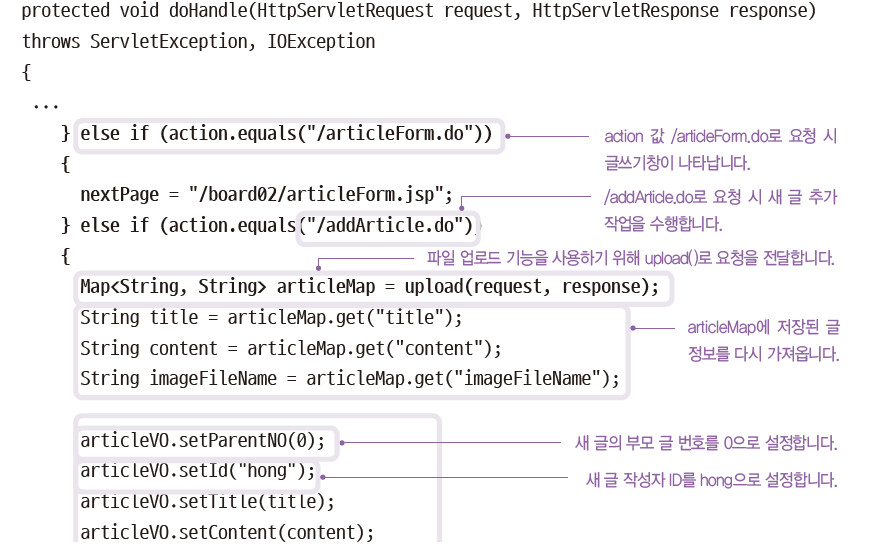 protected void doHandle(HttpServletRequest request, HttpServletResponse response)
throws ServletException, IOException
{
...
} else if (action.equals("/articleForm.do"))
action 값 /articleForm.do로 요청 시
글쓰기창이 나타납니다.
{
nextPage = "/board02/articleForm.jsp";
/addArticle.do로 요청 시 새 글 추가
작업을 수행합니다.
} else if (action.equals("/addArticle.do"))
{
파일 업로드 기능을 사용하기 위해 upload()로 요청을 전달합니다.
Map<String, String> articleMap = upload(request, response);
String title = articleMap.get("title");
articleMap에 저장된 글
정보를 다시 가져옵니다.
String content = articleMap.get("content");
String imageFileName = articleMap.get("imageFileName");
articleVO.setParentNO(0);
새 글의 부모 글 번호를 0으로 설정합니다.
articleVO.setId("hong");
새 글 작성자 ID를 hong으로 설정합니다.
articleVO.setTitle(title);
articleVO.setContent(content);